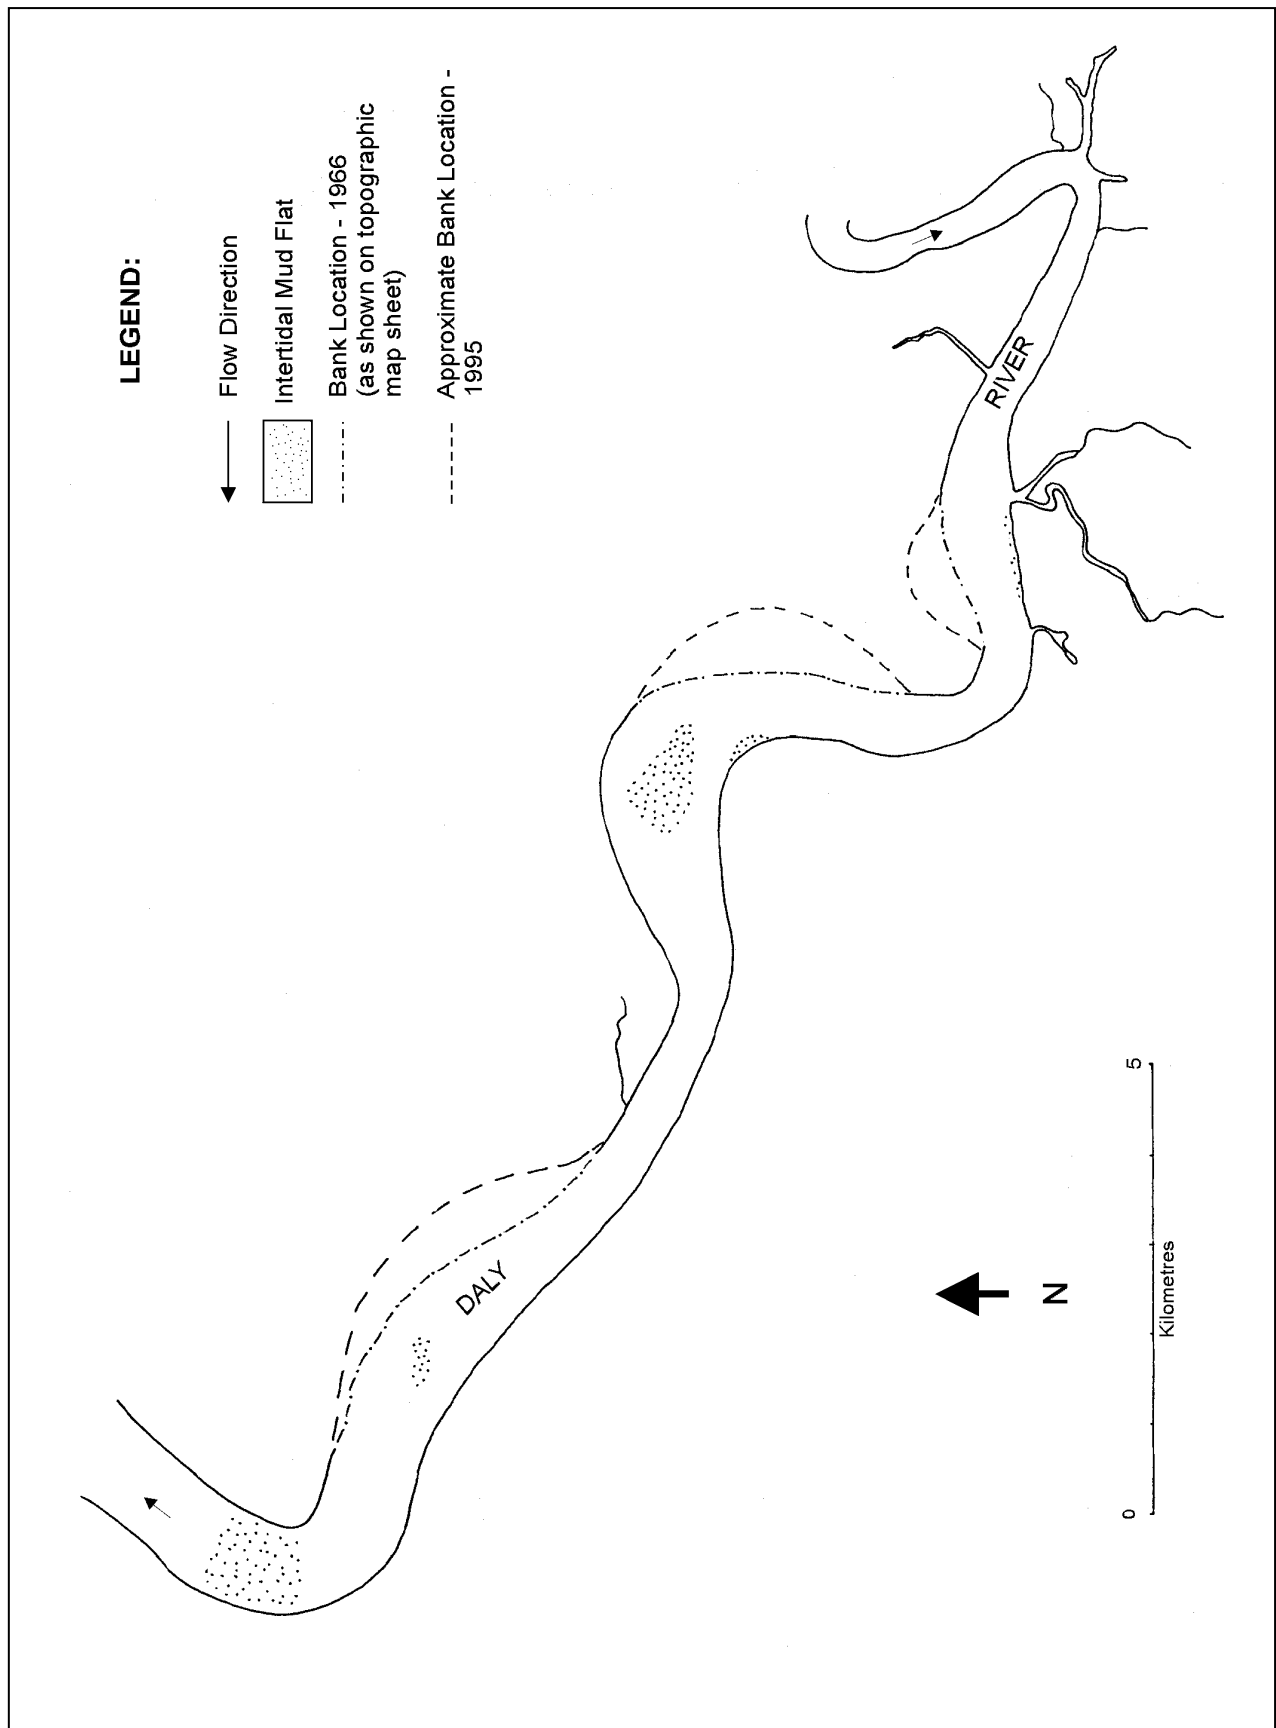 LEGEND:
Flow Direction
Intertidal Mud Flat
Bank Location - 1966
(as shown on topographic
map sheet)
Approximate Bank Location -
1995
RIVER
DALY
N
0
5
Kilometres